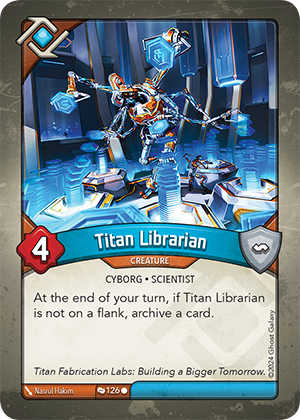 4
Titan Librarian
CREATURE
CYBORG • SCIENTIST
At the end of your turn, if Titan Librarian
is not on a flank, archive a card.
Titan Fabrication Labs: Building a Bigger Tomorrow.
Nasrul Hakim
126
©2024 Ghost Galaxy